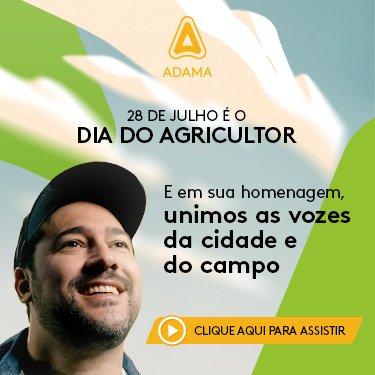 ADAMA
28 DE JULHO É O
DIA DO AGRICULTOR
E em sua homenagem,
unimos as vozes
da cidade e
do campo
CLIQUE AQUI PARA ASSISTIR